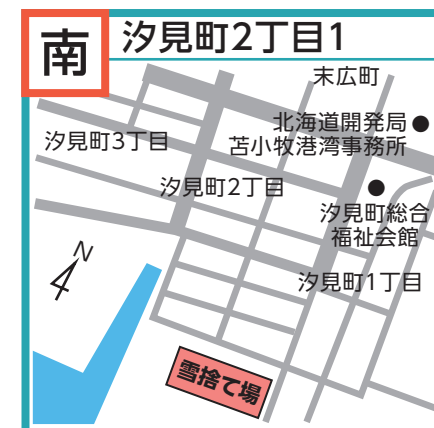 南
汐見町2丁目1
末広町
北海道開発局
苫小牧港湾事務所
汐見町3丁目
汐見町2丁目
汐見町総合
福祉会館
汐見町1丁目
N
雪捨て場